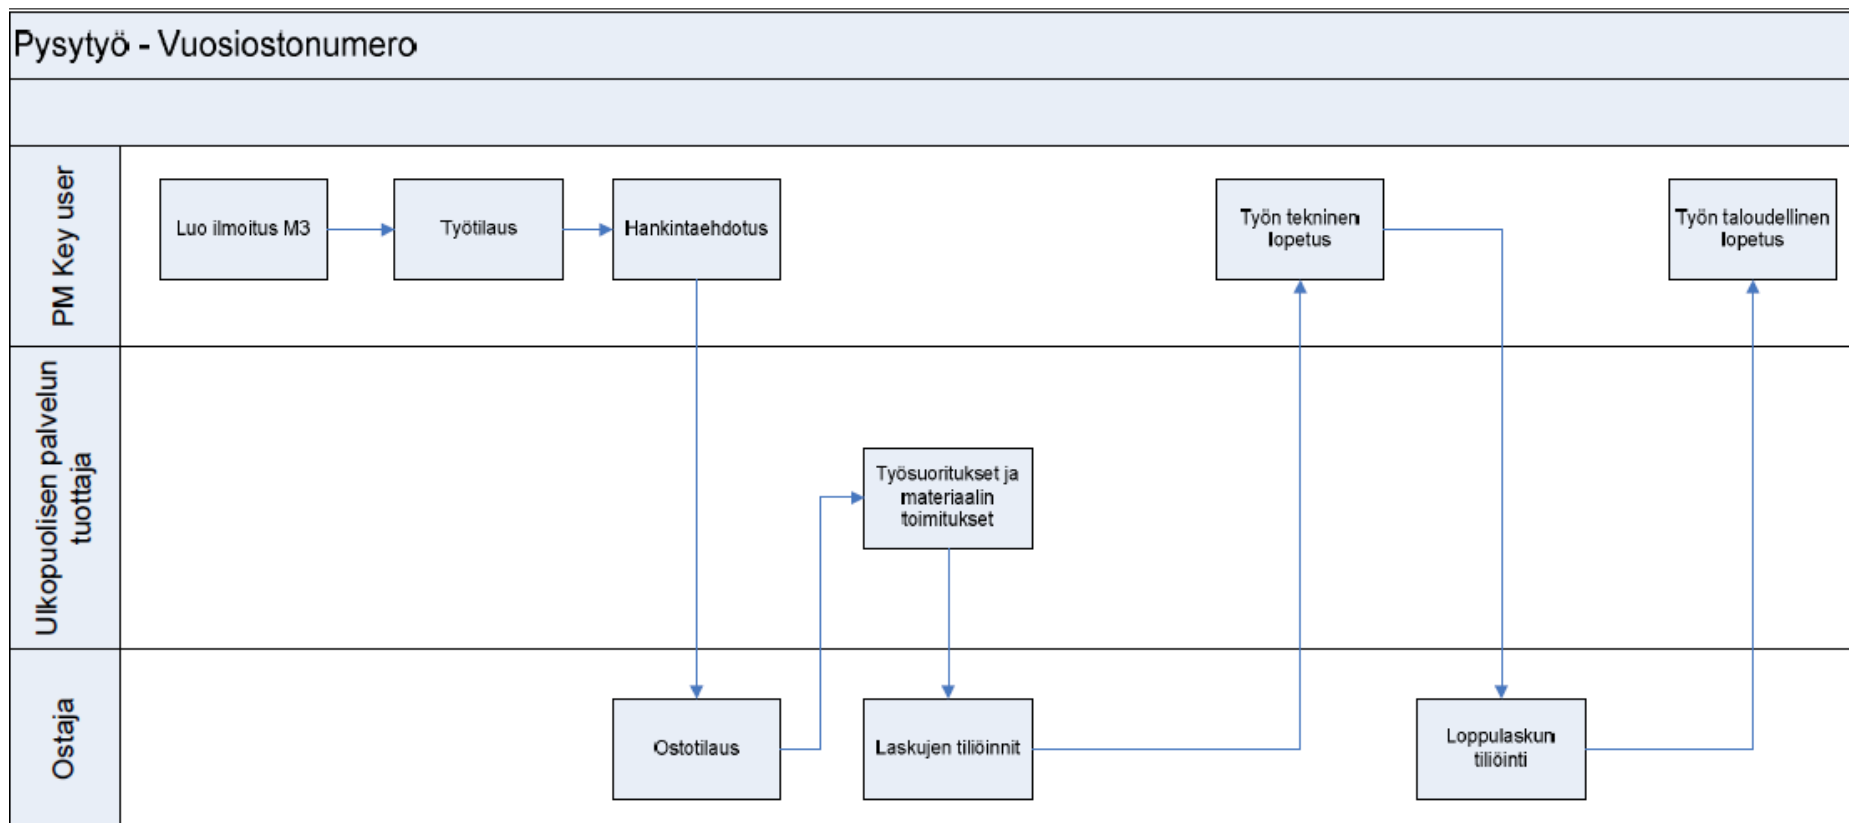 Pysytyö - Vuosiostonumero
PM Key user
Luo ilmoitus M3
Työtilaus
Hankintaehdotus
Työn tekninen
lopetus
Työn taloudellinen
lopetus
Ulkopuolisen palvelun
tuottaja
Työsuoritukset ja
materiaalin
toimitukset
Ostaja
Ostotilaus
Laskujen tiliöinnit
Loppulaskun
tiliöinti